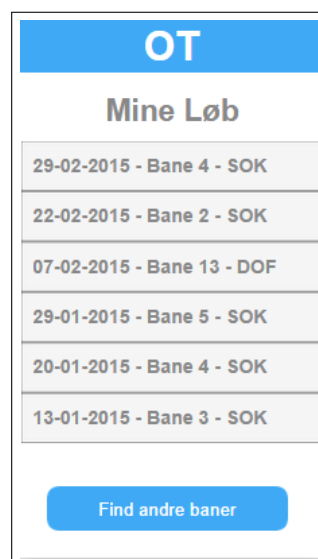 OT
Mine Løb
29-02-2015 - Bane 4 - SOK
22-02-2015 - Bane 2 - SOK
07-02-2015 - Bane 13 - DOF
29-01-2015 - Bane 5 - SOK
20-01-2015 - Bane 4 - SOK
13-01-2015 - Bane 3 - SOK
Find andre baner